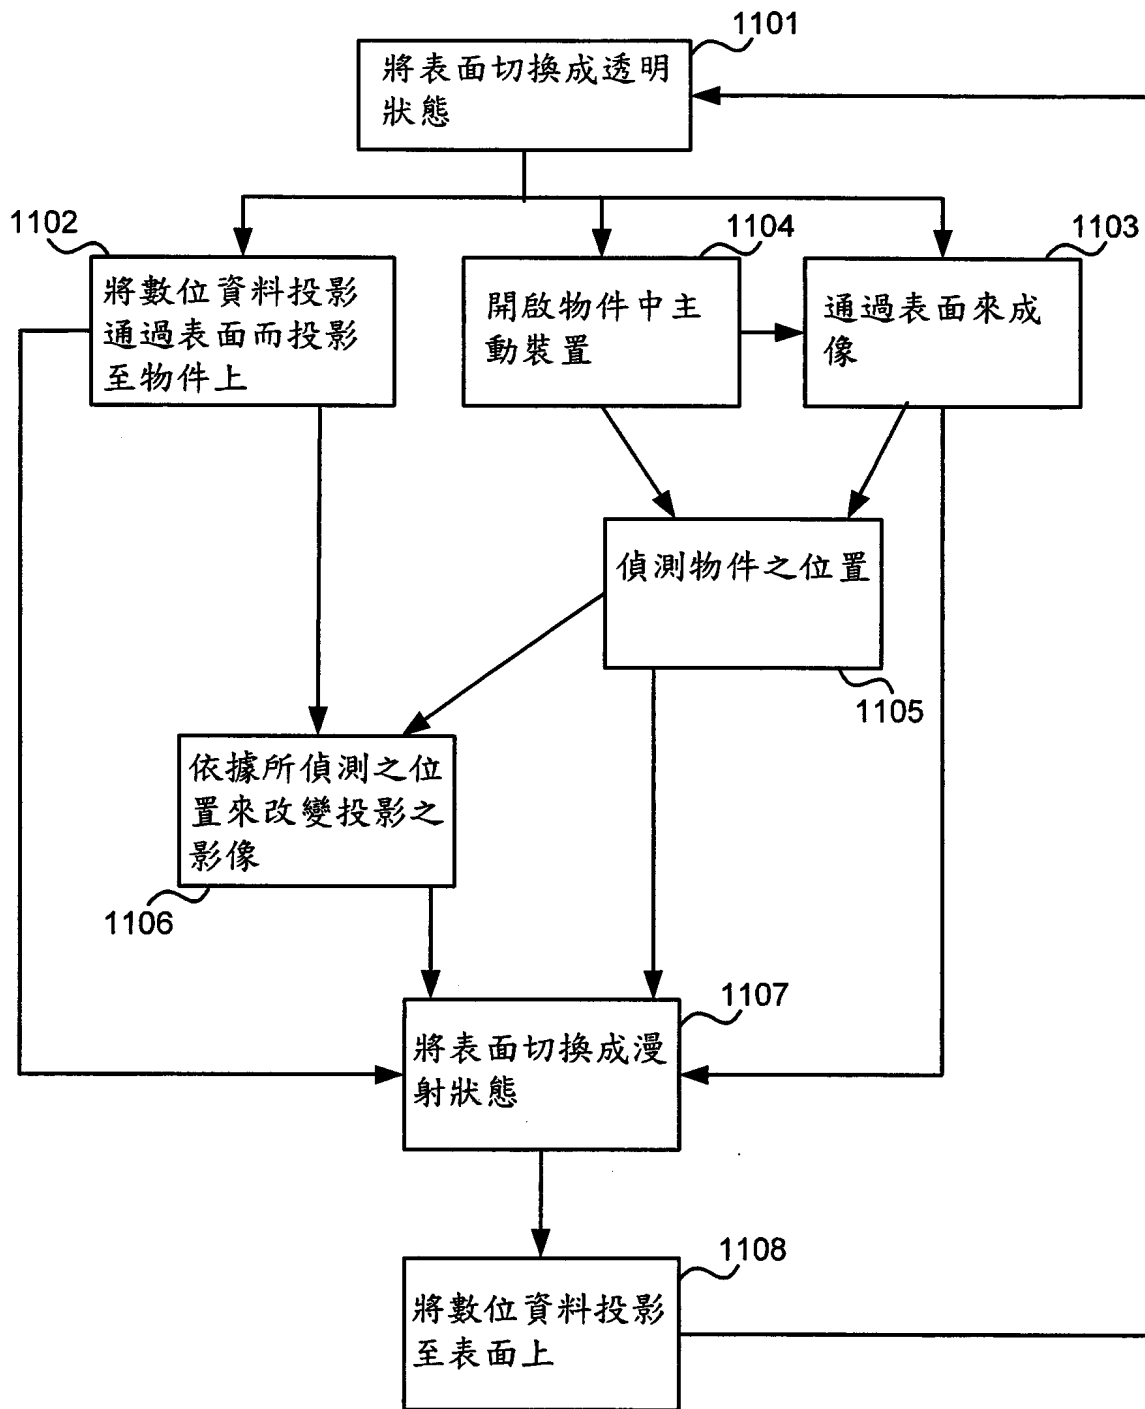 1101
將表面切換成透明
狀態
1102
將數位資料投影
通過表面而投影
至物件上
1104
開啟物件中主
動裝置
1103
通過表面來成
像
偵測物件之位置
1105
依據所偵測之位
置來改變投影之
影像
1106
1107
將表面切換成漫
射狀態
1108
將數位資料投影
至表面上